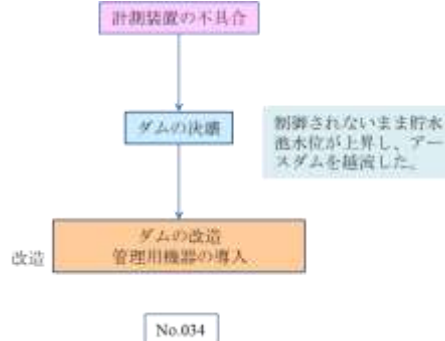 計測装置の不具合
ダムの決壊
制御されないまま貯水
池水位が上昇し、アー
スダムを越流した。
ダムの改造
管理用機器の導入
改造
No.034